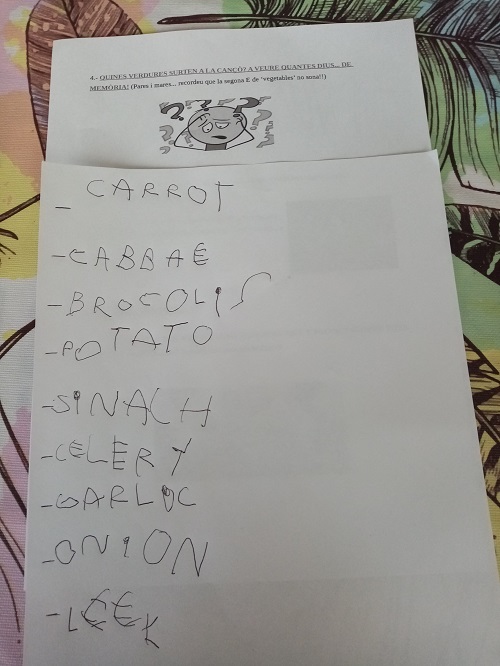 4.- QUINES VERDURES SURTEN A LA CANÇÓ? A VEURE QUANTES DIUS... DE
MEMÒRIA! (Pares i mares... recordeu que la segona E de 'vegetables' no sona!!)
- CARROT
- CABBAE
- BROCOLIS
- POTATO
- SINACH
- CELERY
- GARLOC
- ONION
- LEEK